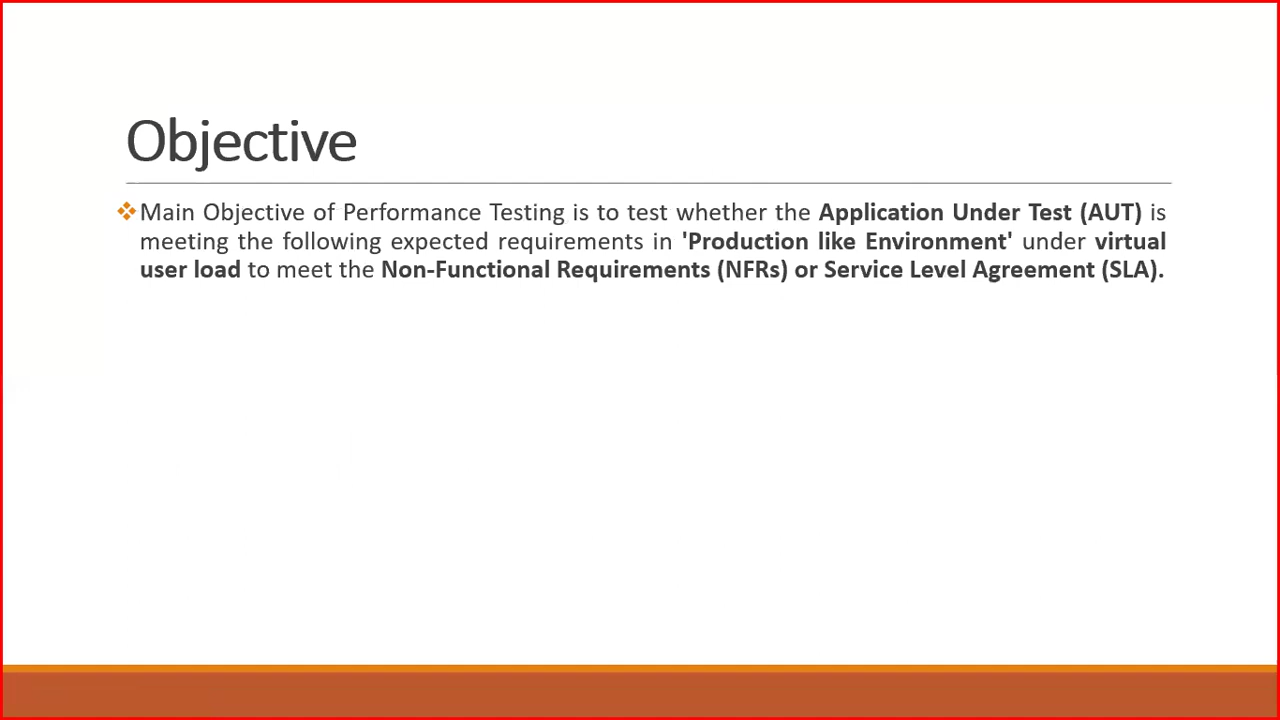 Objective
❖Main Objective of Performance Testing is to test whether the Application Under Test (AUT) is
meeting the following expected requirements in 'Production like Environment' under virtual
user load to meet the Non-Functional Requirements (NFRs) or Service Level Agreement (SLA).